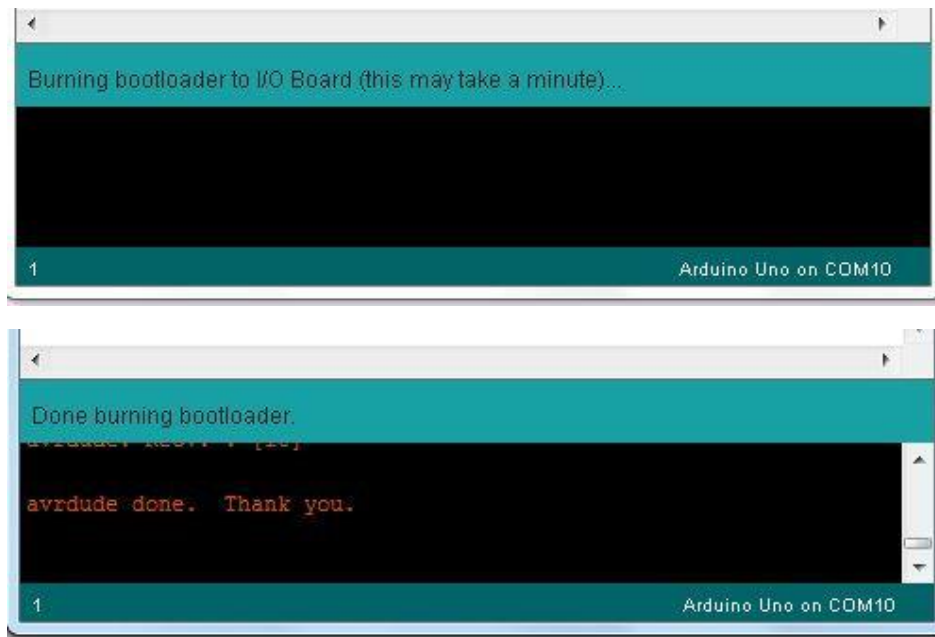 Burning bootloader to I/O Board (this may take a minute)...
1 Arduino Uno on COM10
Done burning bootloader.
avrdude done.  Thank you.
1 Arduino Uno on COM10